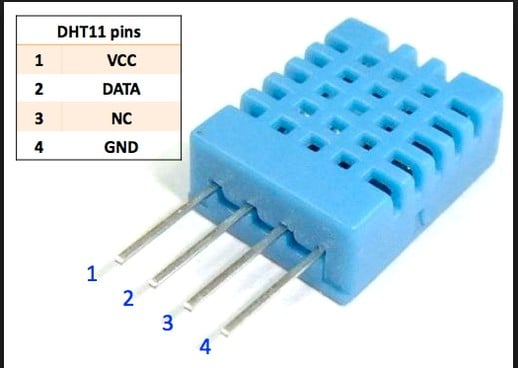 DHT11 pins
1 VCC
2 DATA
3 NC
4 GND
1
2
3
4